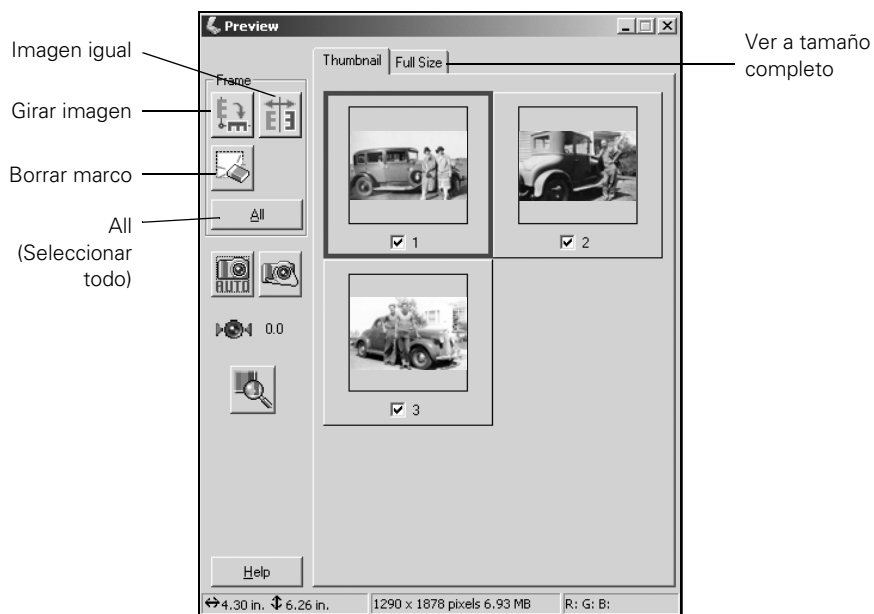 Preview
Imagen igual
Girar imagen
Borrar marco
All
(Seleccionar
todo)
Frame
E E
All
AUTO
0.0
Help
Thumbnail
Full Size
Ver a tamaño
completo
1
2
3
4.30 in. 6.26 in.
1290 x 1878 pixels 6.93 MB
R: G: B: